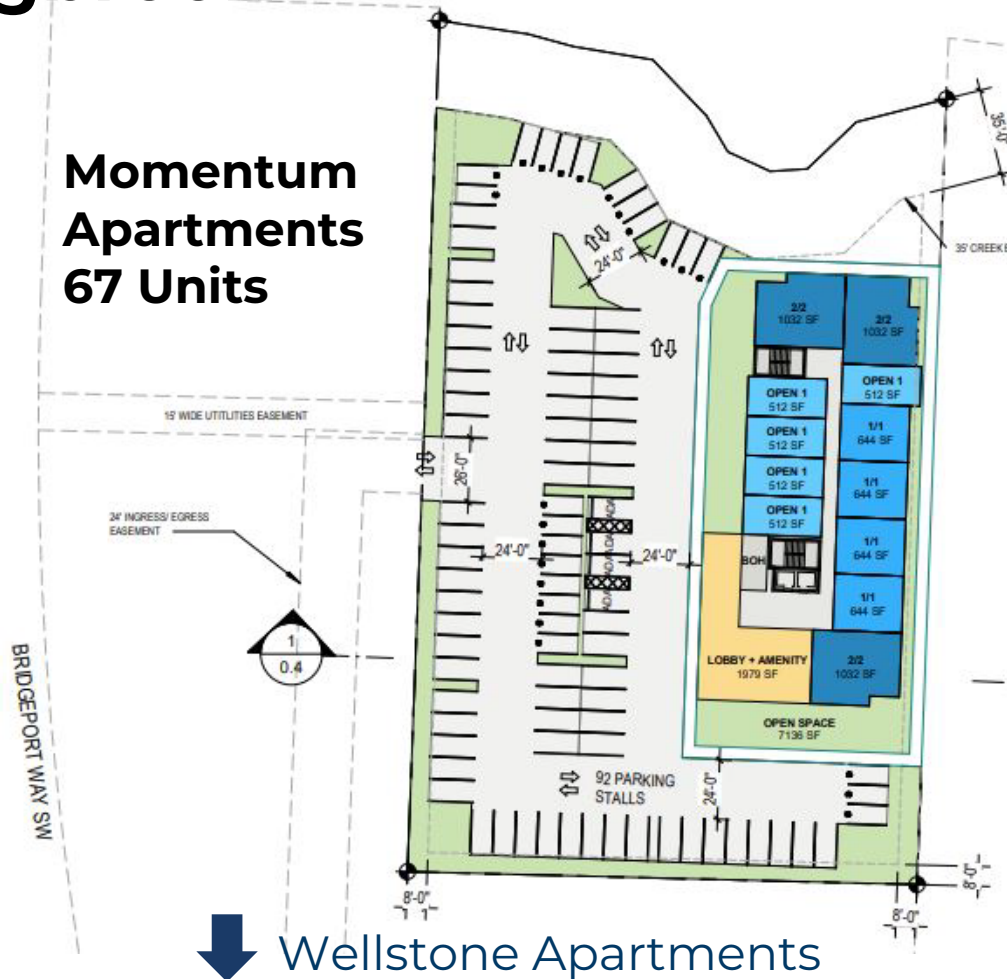 35'-0"
Momentum
Apartments
67 Units
24'-0"
35' CREEK
2/2
1032 SF
2/2
1032 SF
OPEN 1
512 SF
OPEN 1
512 SF
1/1
644 SF
15' WIDE UTITLITIES EASEMENT
OPEN 1
512 SF
26'-0"
OPEN 1
512 SF
1/1
644 SF
24' INGRESS/ EGRESS
EASEMENT
OPEN 1
512 SF
ADA
ADA
ADA
ADA
24'-0"
24'-0"
BOH
1/1
644 SF
1/1
644 SF
1
0.4
BRIDGEPORT WAY SW
LOBBY + AMENITY
1979 SF
2/2
1032 SF
OPEN SPACE
7136 SF
92 PARKING
STALLS
24'-0"
8'-0"
8'-0"
8'-0"
Wellstone Apartments